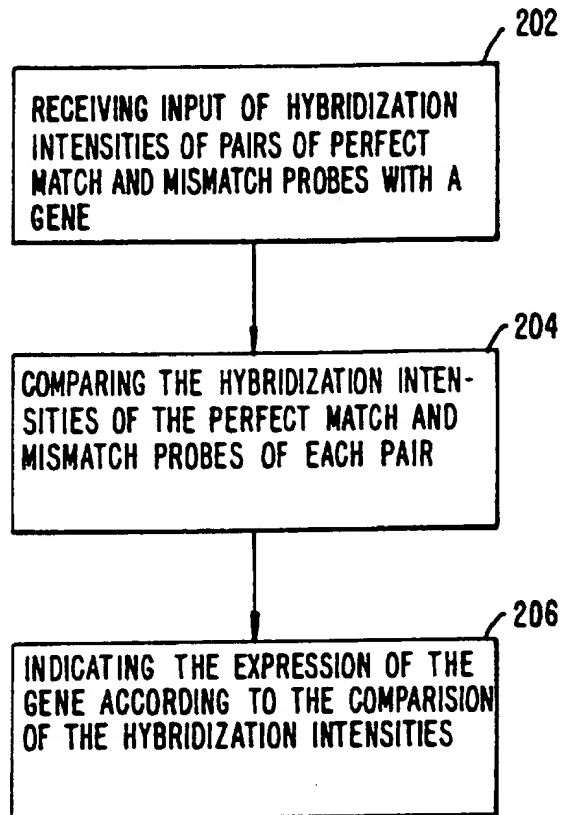 202
RECEIVING INPUT OF HYBRIDIZATION
INTENSITIES OF PAIRS OF PERFECT
MATCH AND MISMATCH PROBES WITH A
GENE
204
COMPARING THE HYBRIDIZATION INTEN-
SITIES OF THE PERFECT MATCH AND
MISMATCH PROBES OF EACH PAIR
206
INDICATING THE EXPRESSION OF THE
GENE ACCORDING TO THE COMPARISION
OF THE HYBRIDIZATION INTENSITIES